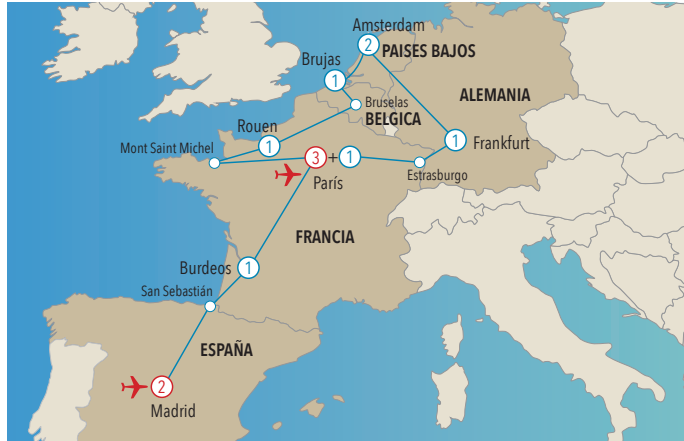 Amsterdam
2
PAISES BAJOS
Brujas
1
Bruselas
BELGICA
ALEMANIA
Rouen
1
1
Frankfurt
Mont Saint Michel
3 + 1
París
Estrasburgo
FRANCIA
Burdeos 1
San Sebastián
ESPAÑA
2
Madrid